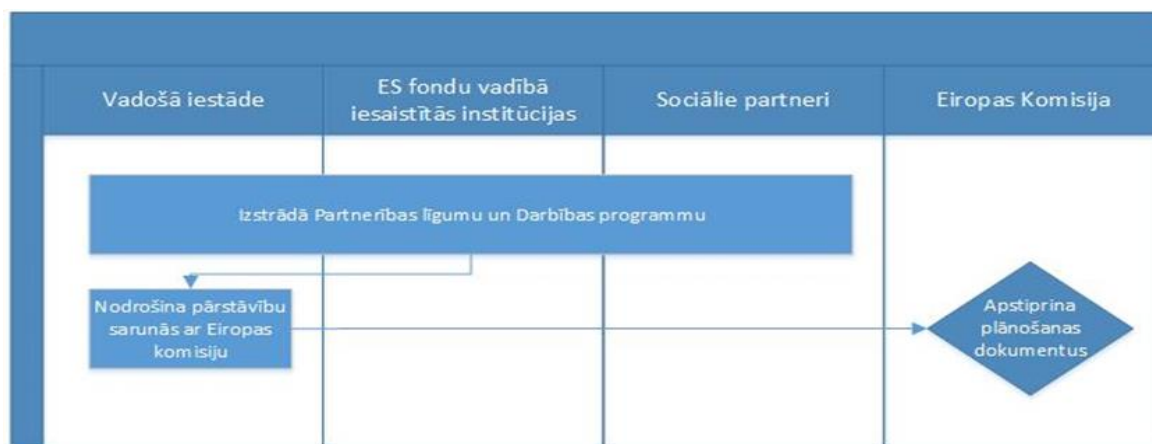 Vadošā iestāde
ES fondu vadībā
iesaistītās institūcijas
Sociālie partneri
Eiropas Komisija
Izstrādā Partnerības līgumu un Darbības programmu
Nodrošina pārstāvību
sarunās ar Eiropas
komisiju
Apstiprina
plānošanas
dokumentus